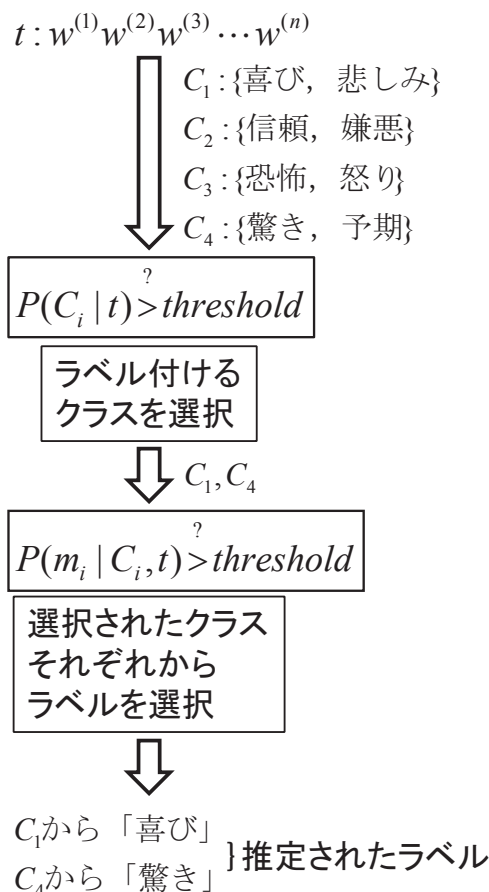 t : w^(1) w^(2) w^(3) ⋯ w^(n)
C₁ : {喜び, 悲しみ}
C₂ : {信頼, 嫌悪}
C₃ : {恐怖, 怒り}
C₄ : {驚き, 予期}
?
P(Cᵢ | t) > threshold
ラベル付ける
クラスを選択
C₁, C₄
?
P(mᵢ | Cᵢ, t) > threshold
選択されたクラス
それぞれから
ラベルを選択
C₁から「喜び」
}推定されたラベル
C₄から「驚き」